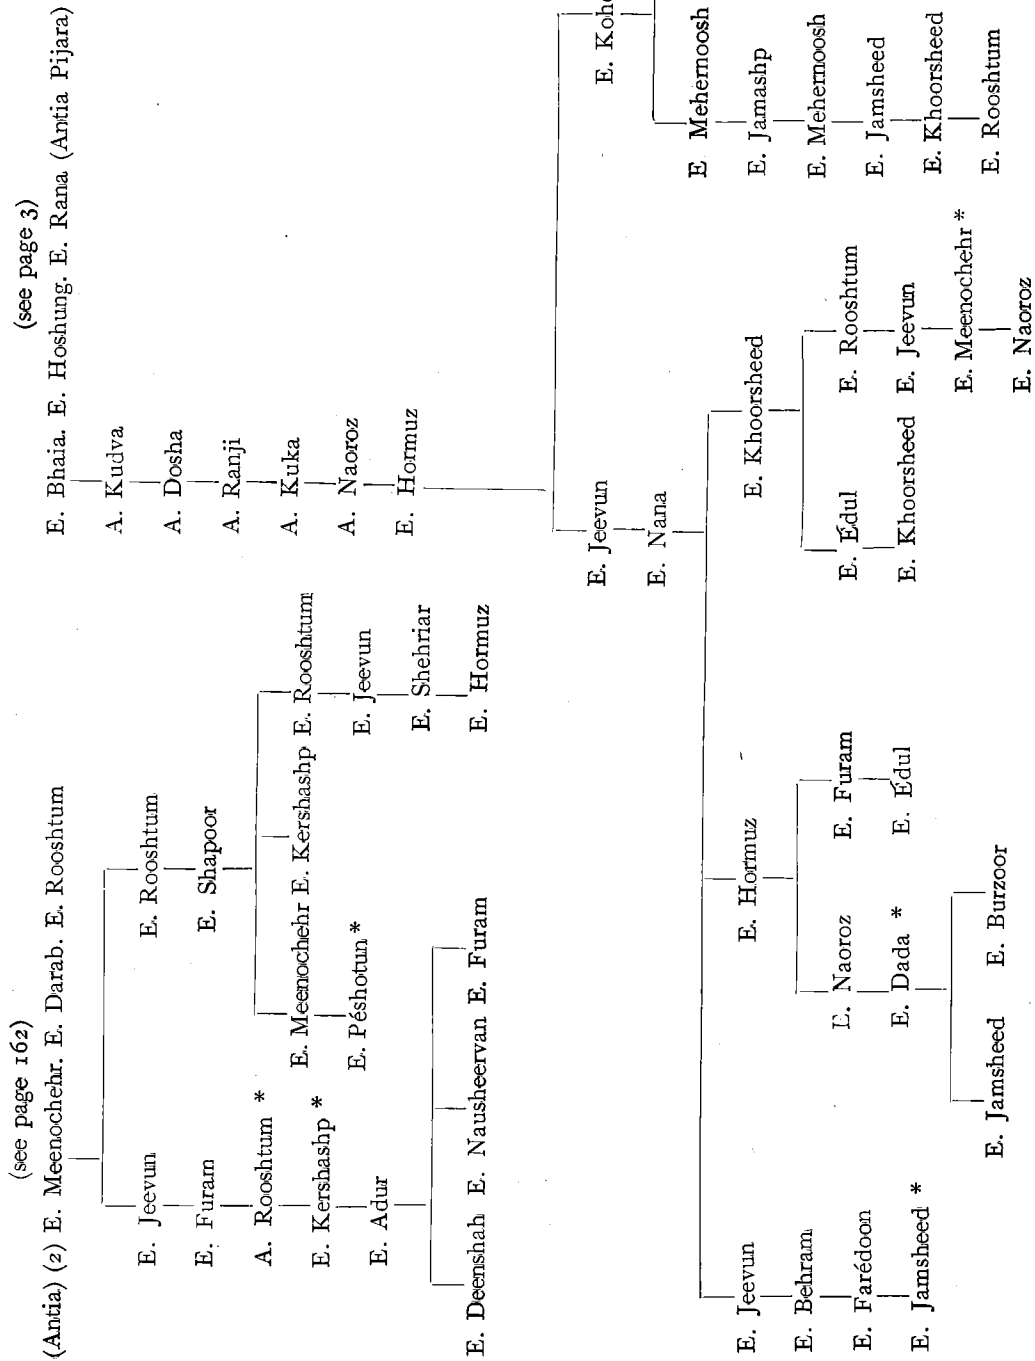 (see page 162)
(Antia) (2) E. Meenochehr. E. Darab. E. Rooshtum
E. Jeevun E. Rooshtum
E. Furam E. Shapoor
A. Rooshtum *
E. Meenochehr E. Kershashp E. Rooshtum
E. Kershashp *
E. Péshotun * E. Jeevun
E. Adur
E. Shehriar
E. Deenshah E. Nausheervan E. Furam E. Hormuz
(see page 3)
E. Bhaia. E. Hoshung. E. Rana (Antia Pijara)
A. Kudva
A. Dosha
A. Ranji
A. Kuka
A. Naoroz
E. Hormuz
E. Jeevun E.
E. Nana
E Mehernoosh
E. Jamashp
E. Mehernoosh
E. Jamsheed
E. Khoorsheed
E. Rooshtum
E. Jeevun E. Hormuz E. Khoorsheed
E. Behram
E. Farédoon E. Naoroz E. Furam E. Édul E. Rooshtum
E. Jamsheed * E. Dada * E. Édul E. Khoorsheed E. Jeevun
E. Meenochehr *
E. Jamsheed E. Burzoor E. Naoroz